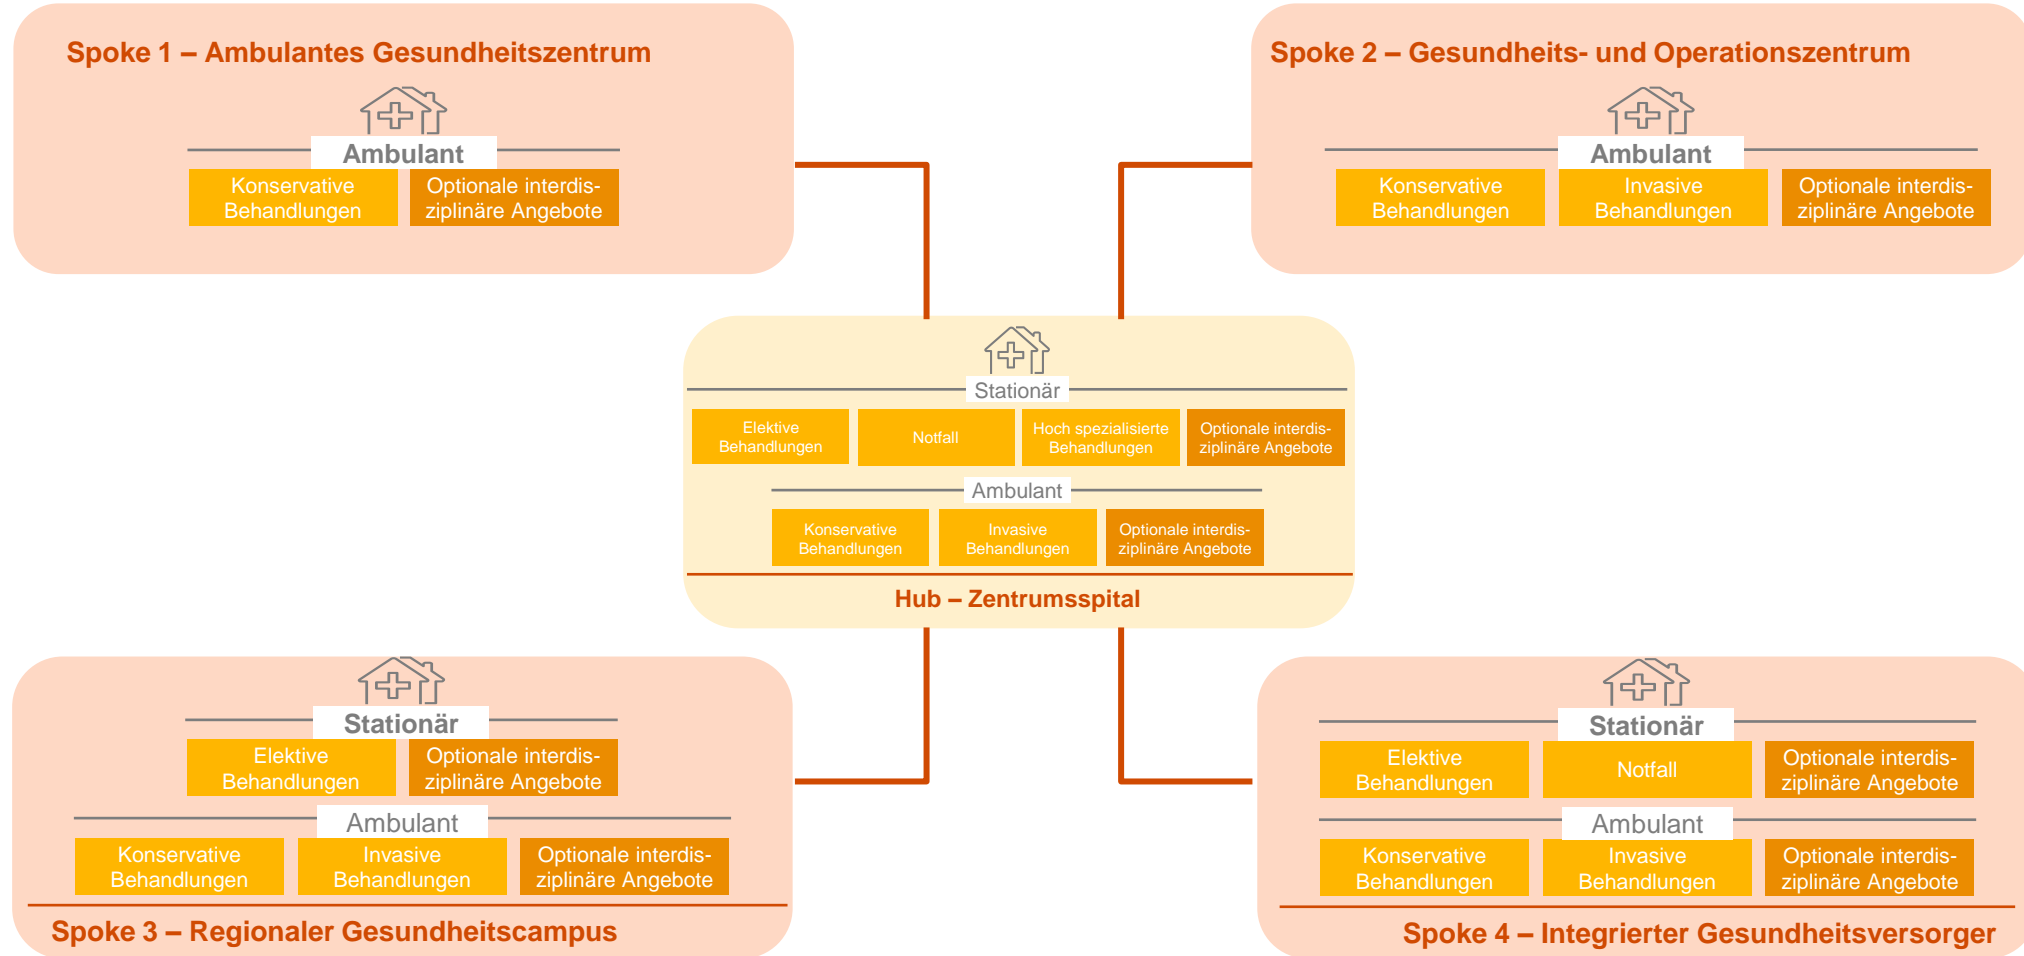 Spoke 1 – Ambulantes Gesundheitszentrum
Ambulant
Konservative
Behandlungen
Optionale interdis-
ziplinäre Angebote
Spoke 2 – Gesundheits- und Operationszentrum
Ambulant
Konservative
Behandlungen
Invasive
Behandlungen
Optionale interdis-
ziplinäre Angebote
Stationär
Elektive
Behandlungen
Notfall
Hoch spezialisierte
Behandlungen
Optionale interdis-
ziplinäre Angebote
Ambulant
Konservative
Behandlungen
Invasive
Behandlungen
Optionale interdis-
ziplinäre Angebote
Hub – Zentrumsspital
Stationär
Elektive
Behandlungen
Optionale interdis-
ziplinäre Angebote
Ambulant
Konservative
Behandlungen
Invasive
Behandlungen
Optionale interdis-
ziplinäre Angebote
Spoke 3 – Regionaler Gesundheitscampus
Stationär
Elektive
Behandlungen
Notfall
Optionale interdis-
ziplinäre Angebote
Ambulant
Konservative
Behandlungen
Invasive
Behandlungen
Optionale interdis-
ziplinäre Angebote
Spoke 4 – Integrierter Gesundheitsversorger